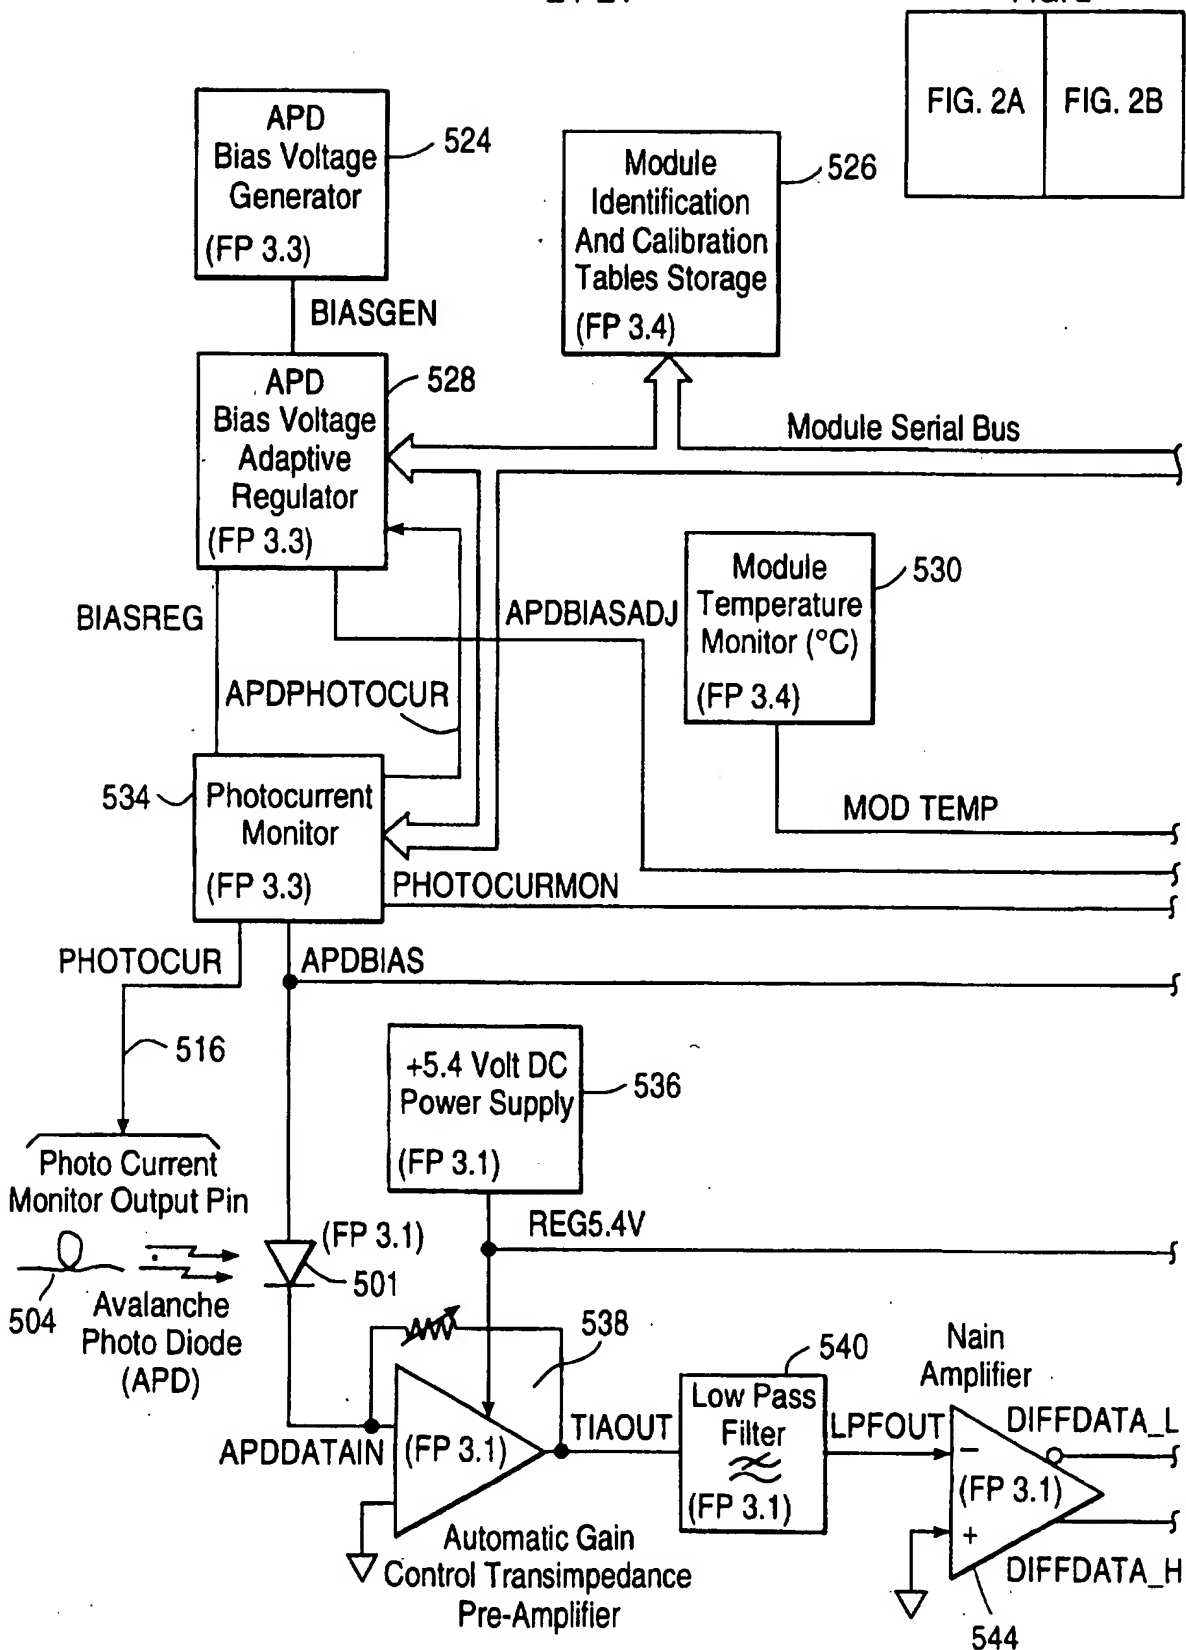 FIG. 2A
FIG. 2B
APD
Bias Voltage
Generator
(FP 3.3)
524
Module
Identification
And Calibration
Tables Storage
(FP 3.4)
526
BIASGEN
APD
Bias Voltage
Adaptive
Regulator
(FP 3.3)
528
Module Serial Bus
Module
Temperature
Monitor (°C)
(FP 3.4)
530
BIASREG
APDBIASADJ
APDPHOTOCUR
534
Photocurrent
Monitor
(FP 3.3)
MOD TEMP
PHOTOCURMON
PHOTOCUR
APDBIAS
516
+5.4 Volt DC
Power Supply
(FP 3.1)
536
Photo Current
Monitor Output Pin
REG5.4V
(FP 3.1)
501
504
Avalanche
Photo Diode
(APD)
538
540
Nain
Amplifier
Low Pass
Filter
(FP 3.1)
APDDATAIN
(FP 3.1)
TIAOUT
LPFOUT
DIFFDATA_L
−
(FP 3.1)
+
DIFFDATA_H
Automatic Gain
Control Transimpedance
Pre-Amplifier
544